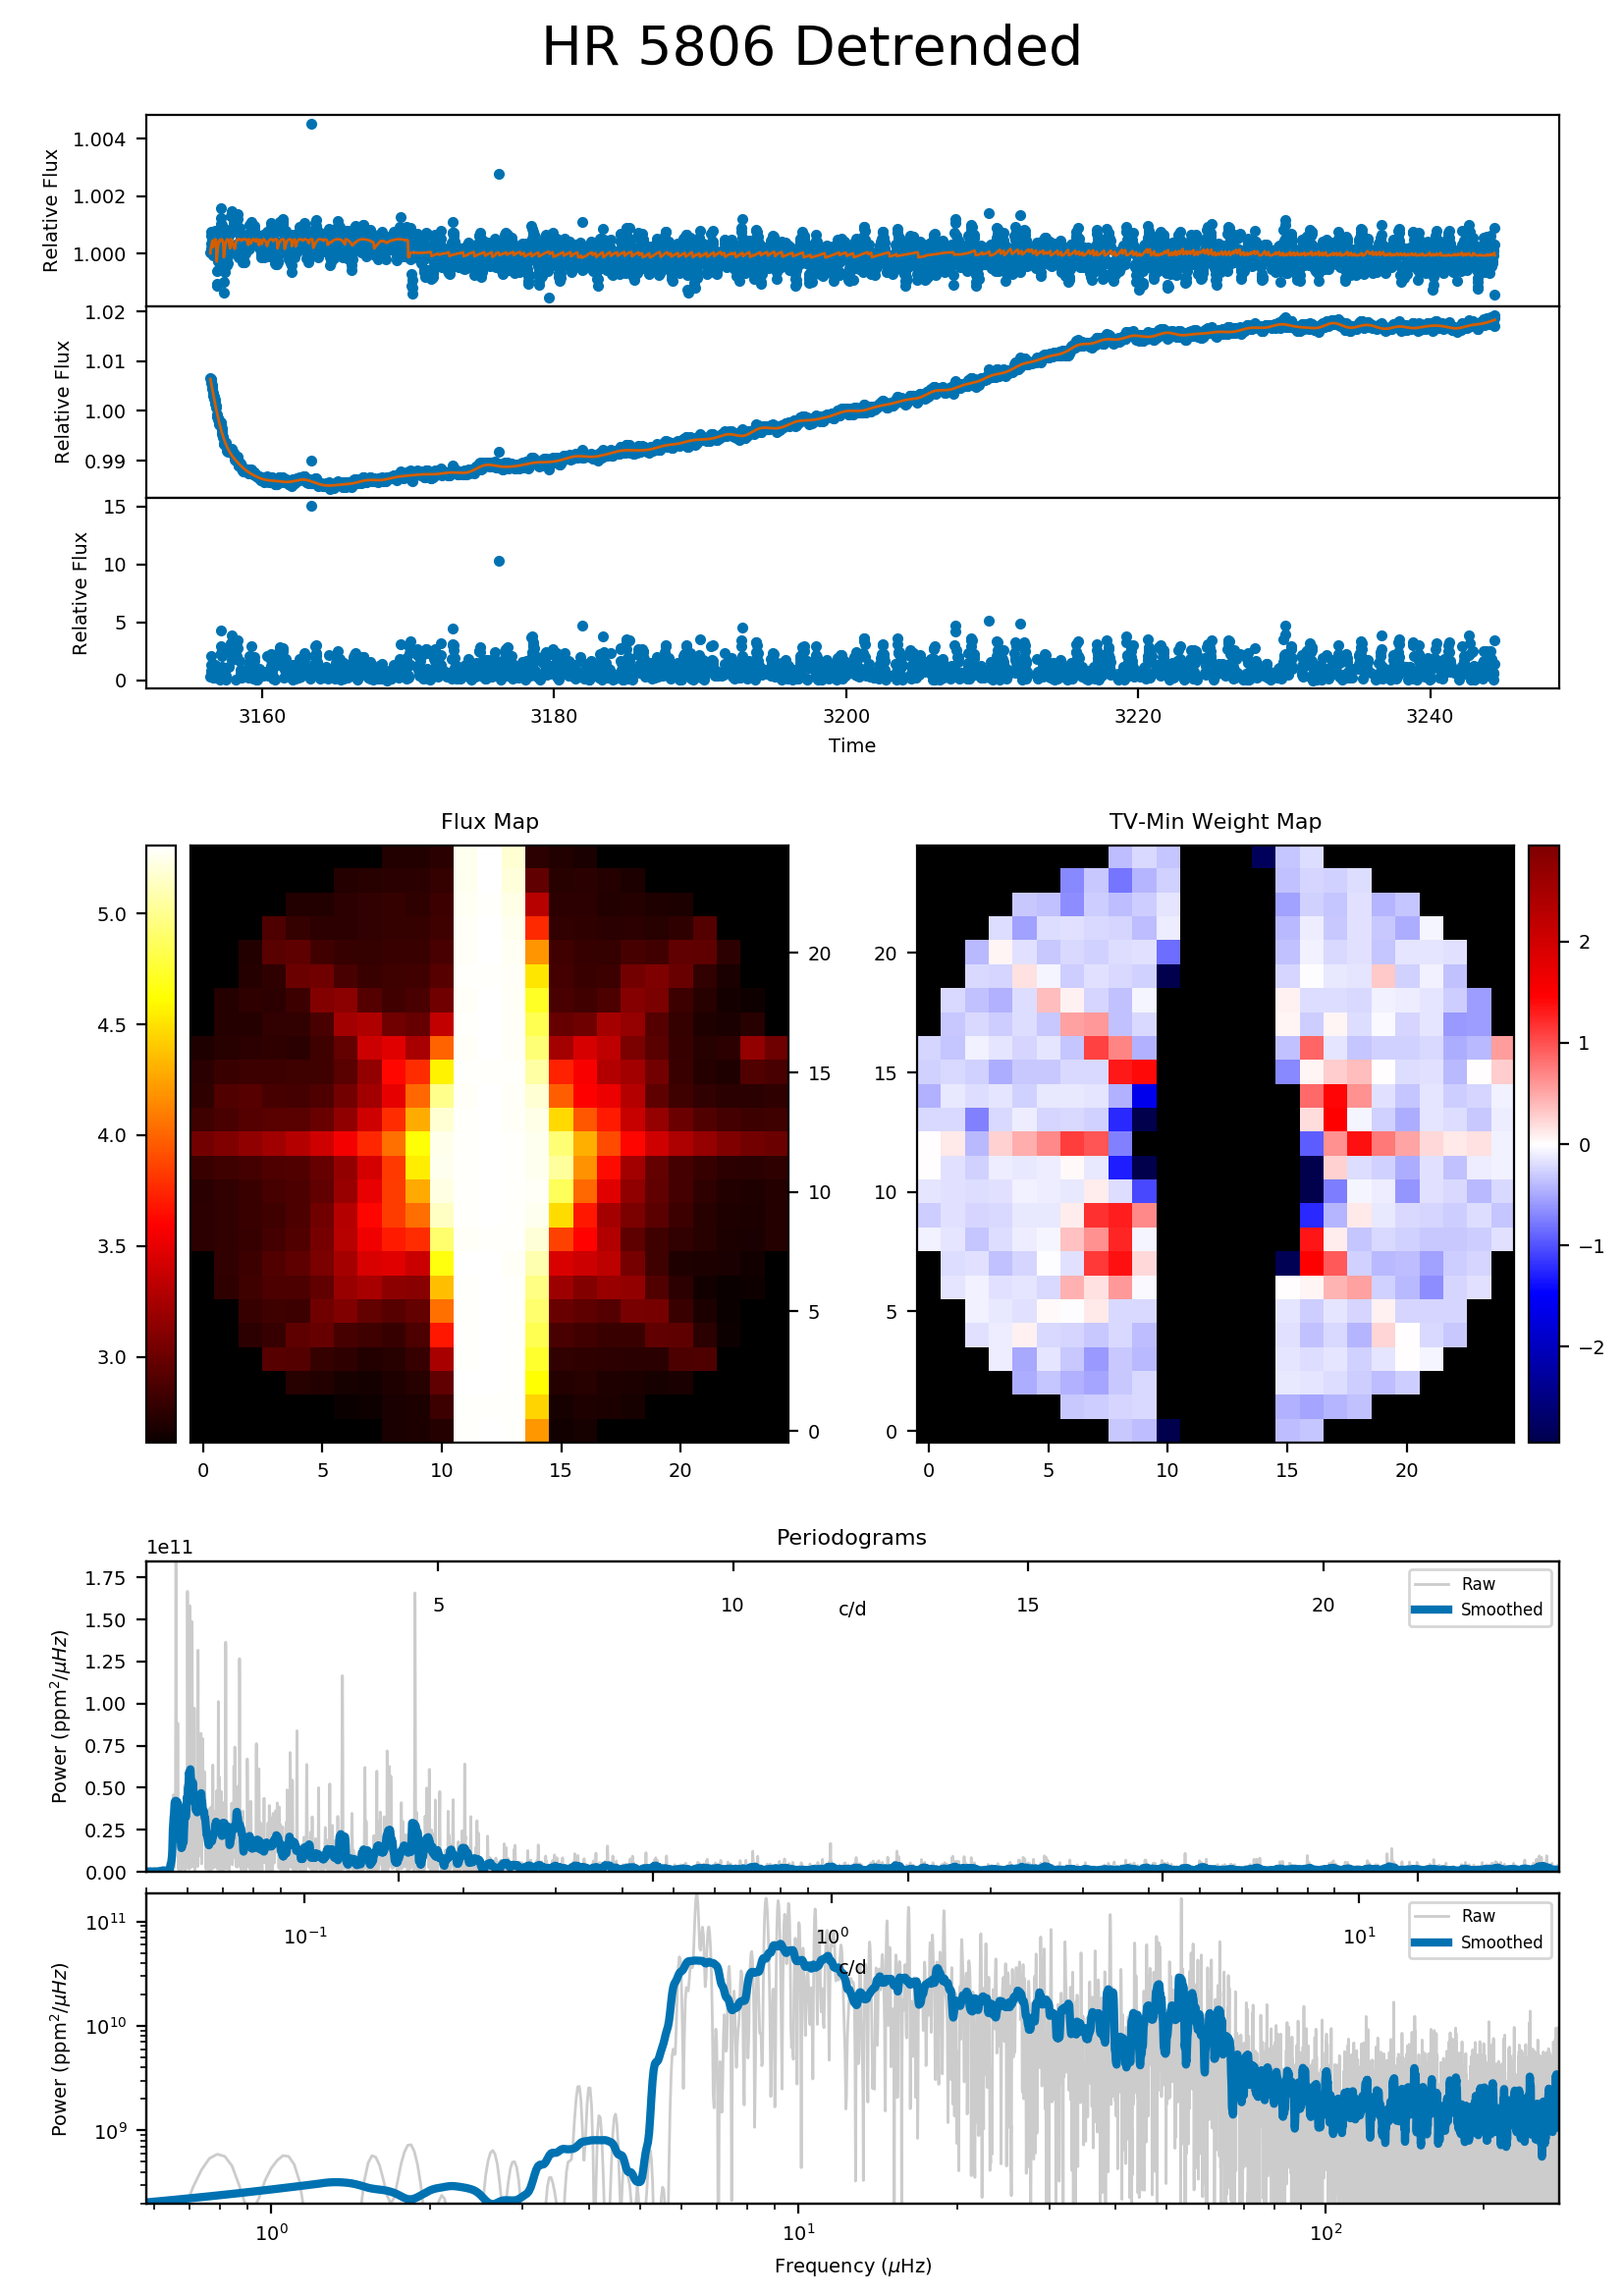 HR 5806 Detrended
1.004
1.002
1.000
Relative Flux
1.02
1.01
1.00
0.99
Relative Flux
15
10
5
0
Relative Flux
3160 3180 3200 3220 3240
Time
Flux Map
TV-Min Weight Map
5.0
4.5
4.0
3.5
3.0
20
15
10
5
0
0 5 10 15 20
20
15
10
5
0
0 5 10 15 20
2
1
0
−1
−2
Periodograms
1e11
1.75
1.50
1.25
1.00
0.75
0.50
0.25
0.00
Power (ppm²/μHz)
5 10 15 20
c/d
Raw
Smoothed
10¹¹
10¹⁰
10⁹
Power (ppm²/μHz)
10⁻¹ 10⁰ 10¹
c/d
Raw
Smoothed
10⁰ 10¹ 10²
Frequency (μHz)